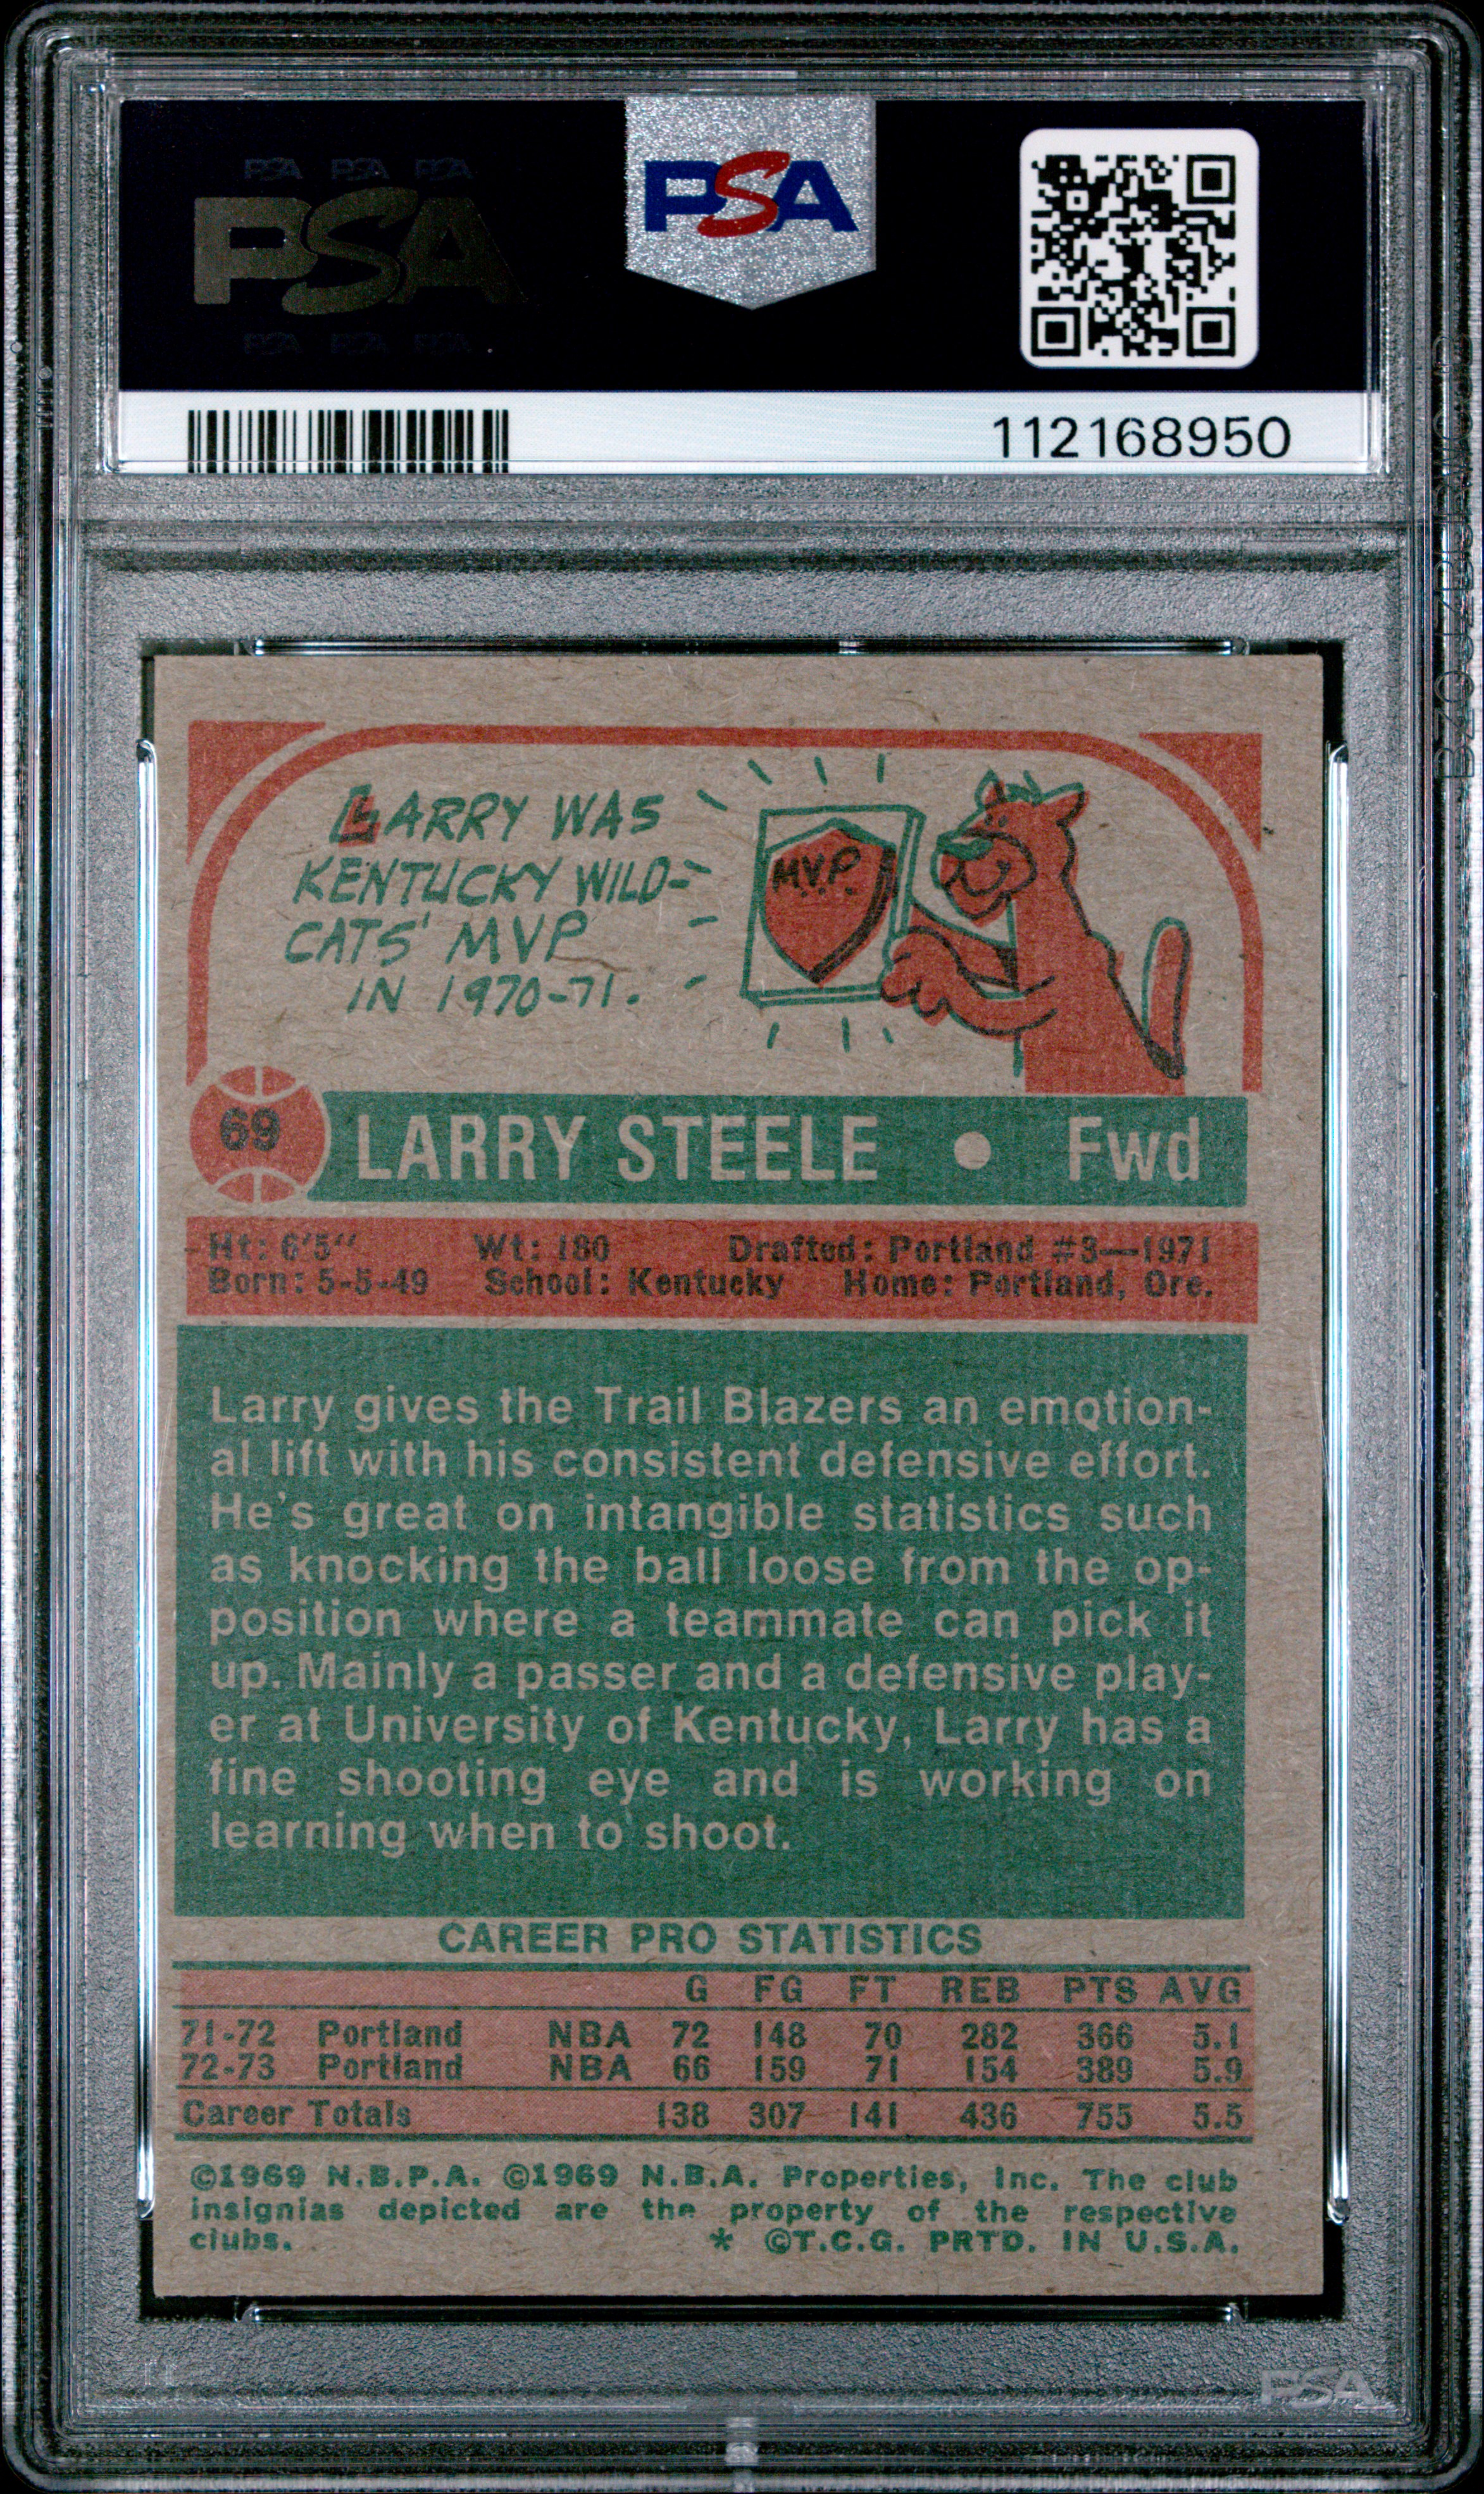 PSA PSA PSA
PSA
PSA PSA PSA
PSA
112168950
LARRY WAS
KENTUCKY WILD-
CATS' MVP
IN 1970-71.
M.V.P.
69 LARRY STEELE • Fwd
Ht: 6'5" Wt: 180 Drafted: Portland #3—1971
Born: 5-5-49 School: Kentucky Home: Portland, Ore.
Larry gives the Trail Blazers an emotion-
al lift with his consistent defensive effort.
He's great on intangible statistics such
as knocking the ball loose from the op-
position where a teammate can pick it
up. Mainly a passer and a defensive play-
er at University of Kentucky, Larry has a
fine shooting eye and is working on
learning when to shoot.
CAREER PRO STATISTICS
G FG FT REB PTS AVG
71-72 Portland NBA 72 148 70 282 366 5.1
72-73 Portland NBA 66 159 71 154 389 5.9
Career Totals 138 307 141 436 755 5.5
©1969 N.B.P.A. ©1969 N.B.A. Properties, Inc. The club
insignias depicted are the property of the respective
clubs. * ©T.C.G. PRTD. IN U.S.A.
PSA